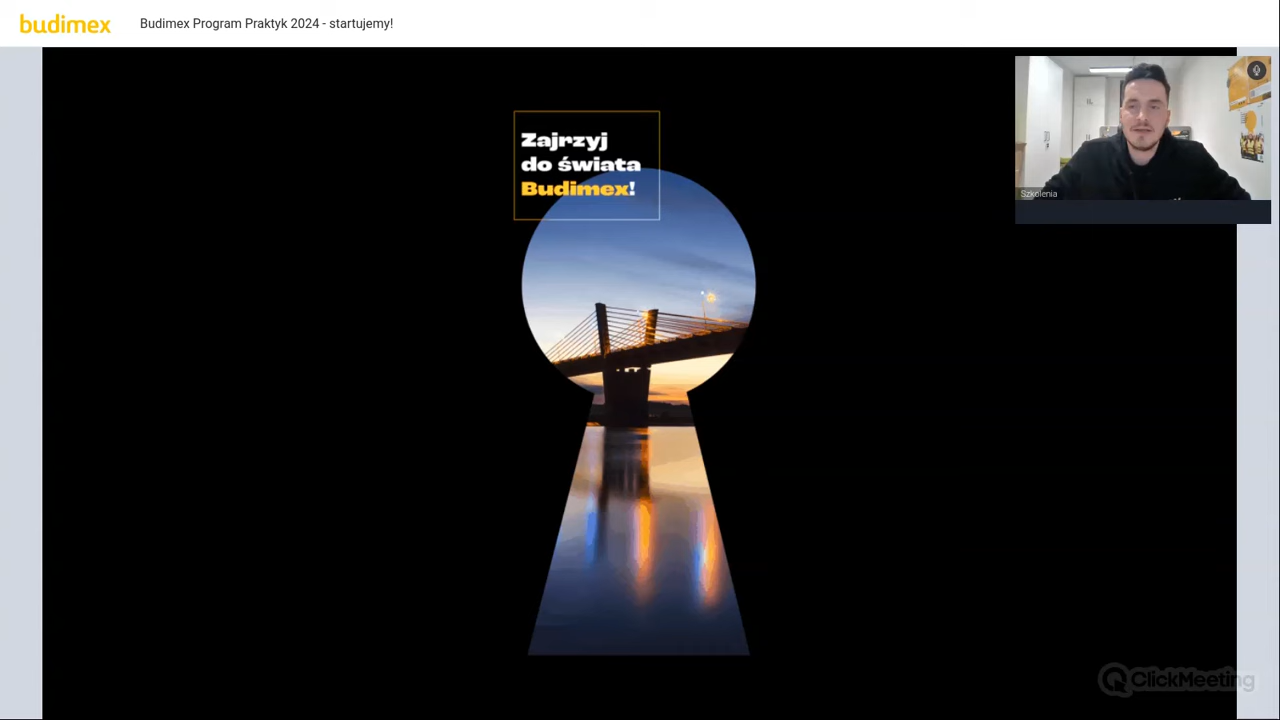 budimex
Budimex Program Praktyk 2024 - startujemy!
Zajrzyj
do świata
Budimex!
Szkolenia
ClickMeeting